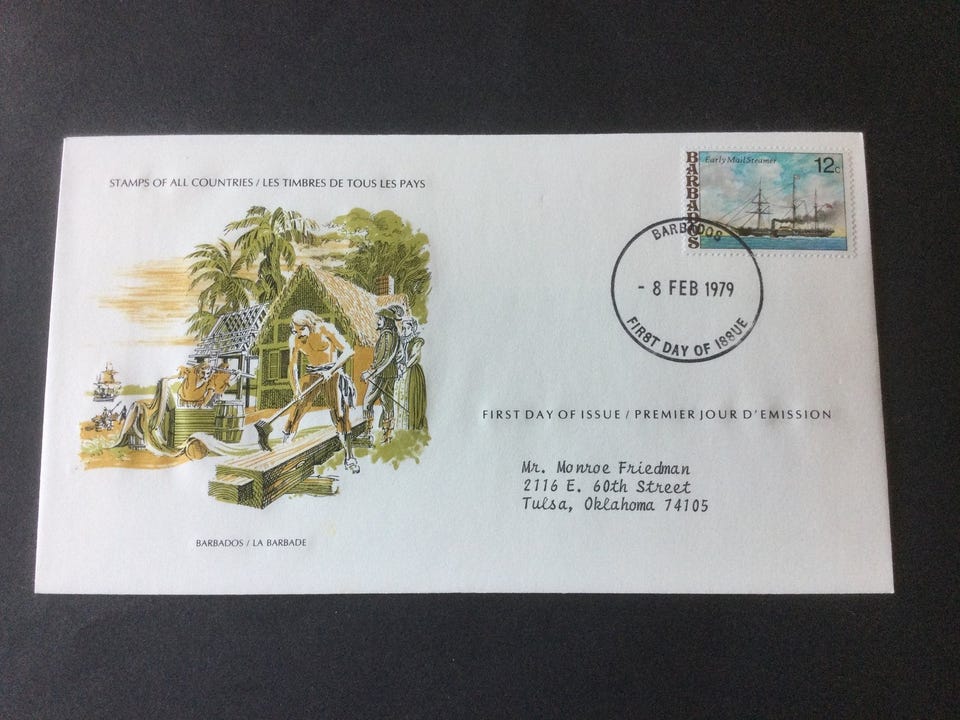 STAMPS OF ALL COUNTRIES / LES TIMBRES DE TOUS LES PAYS
BARBADOS
Early Mail Steamer
12c
BARBADOS
- 8 FEB 1979
FIRST DAY OF ISSUE
FIRST DAY OF ISSUE / PREMIER JOUR D'EMISSION
Mr. Monroe Friedman
2116 E. 60th Street
Tulsa, Oklahoma 74105
BARBADOS / LA BARBADE